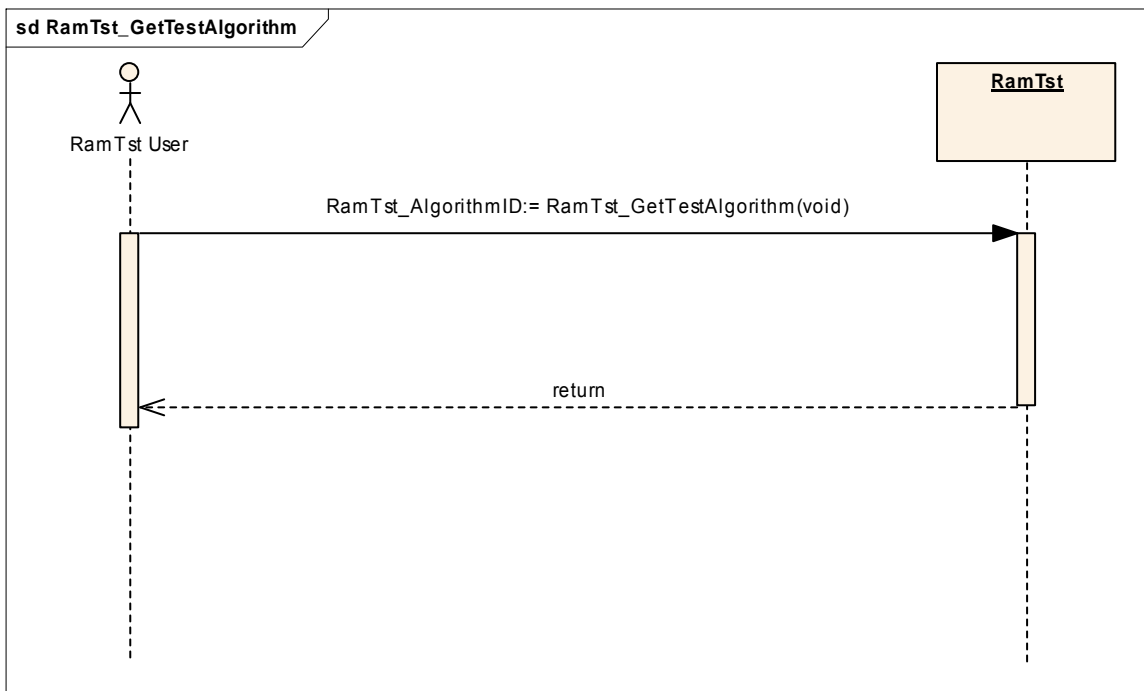 sd RamTst_GetTestAlgorithm
RamTst User
RamTst
RamTst_AlgorithmID:= RamTst_GetTestAlgorithm(void)
return